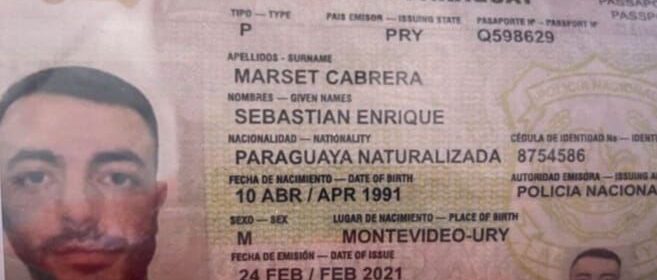 TIPO — TYPE PAIS EMISOR — ISSUING STATE PASAPORTE Nº - PASSPORT Nº
P PRY Q598629
APELLIDOS - SURNAME
MARSET CABRERA
NOMBRES — GIVEN NAMES
SEBASTIAN ENRIQUE
NACIONALIDAD — NATIONALITY CÉDULA DE IDENTIDAD No —
PARAGUAYA NATURALIZADA 8754586
FECHA DE NACIMIENTO — DATE OF BIRTH AUTORIDAD EMISORA —
10 ABR / APR 1991 POLICIA
SEXO — SEX LUGAR DE NACIMIENTO — PLACE OF BIRTH
M MONTEVIDEO-URY
FECHA DE EMISIÓN — DATE OF ISSUE
24 FEB / FEB 2021